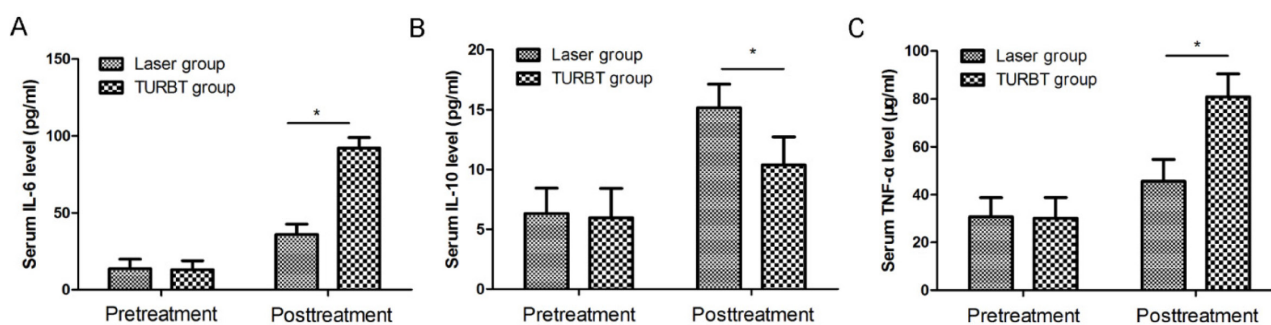 A
Serum IL-6 level (pg/ml)
150
100
50
0
Laser group
TURBT group
*
Pretreatment
Posttreatment
B
Serum IL-10 level (pg/ml)
20
15
10
5
0
Laser group
TURBT group
*
Pretreatment
Posttreatment
C
Serum TNF-α level (μg/ml)
100
80
60
40
20
0
Laser group
TURBT group
*
Pretreatment
Posttreatment